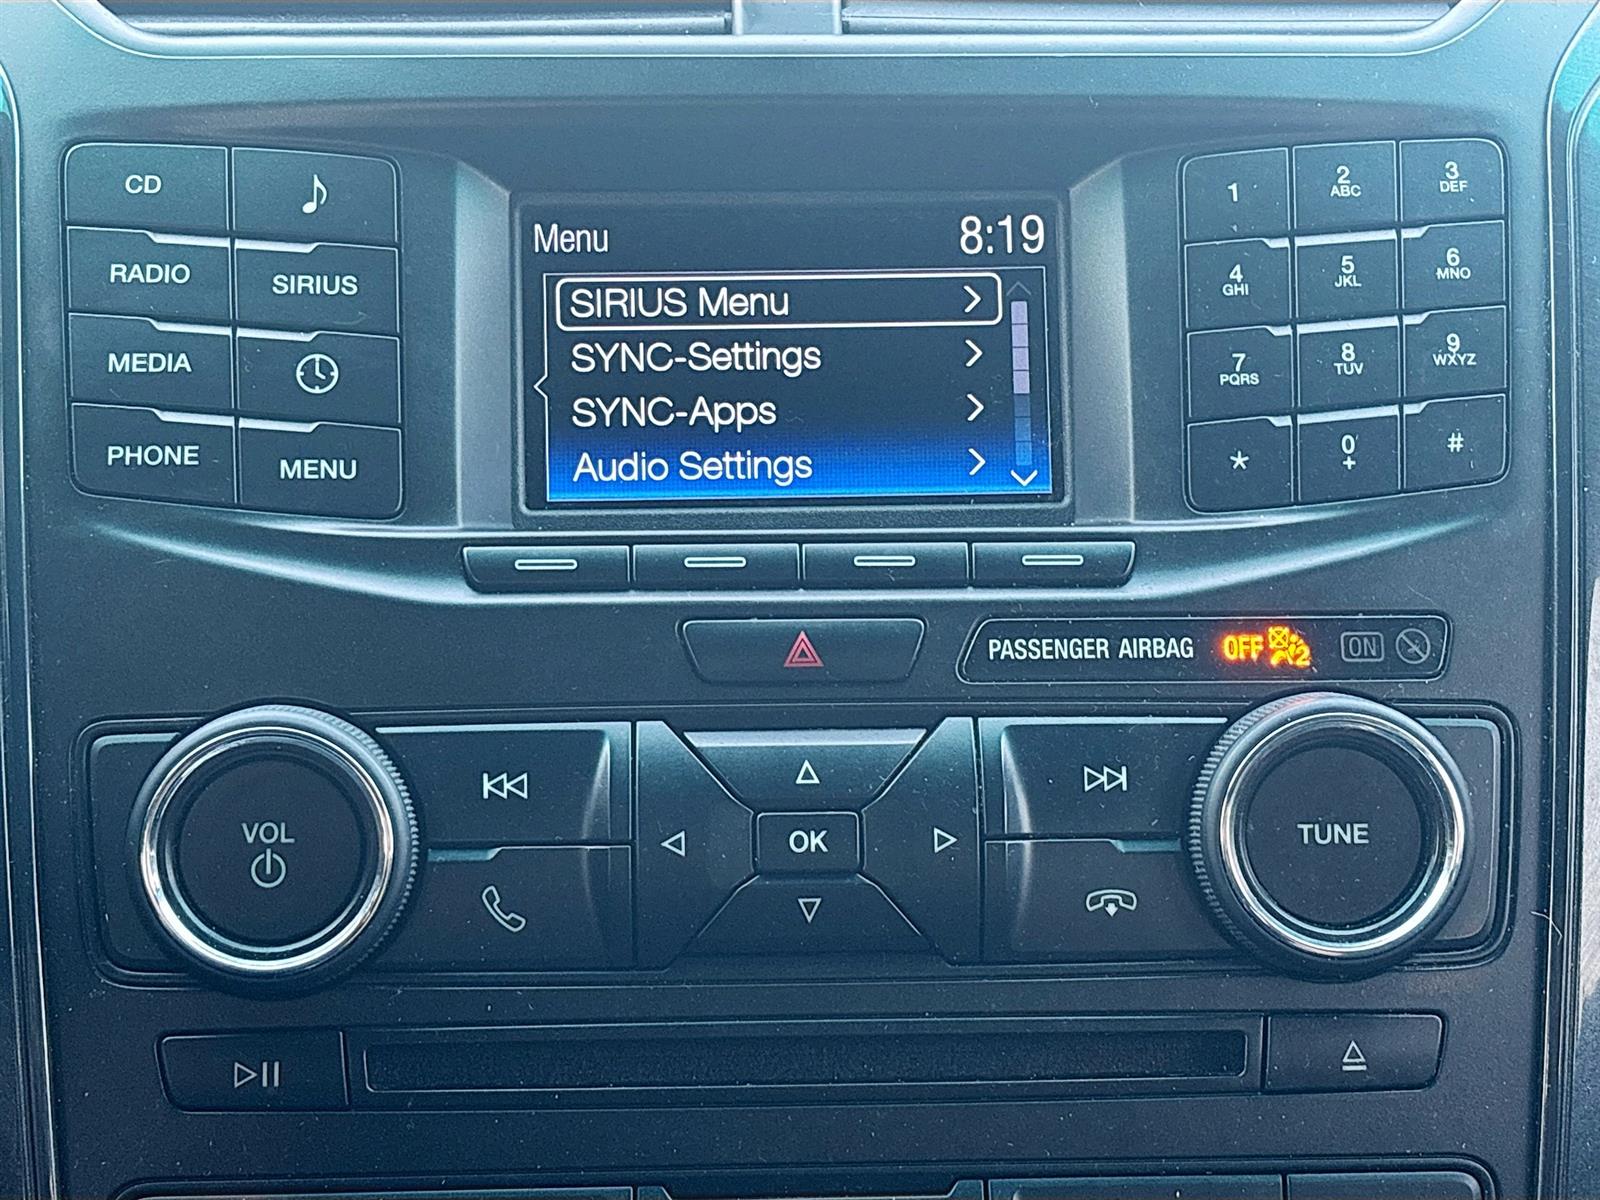 CD
RADIO
SIRIUS
MEDIA
PHONE
MENU
Menu 8:19
SIRIUS Menu
SYNC-Settings
SYNC-Apps
Audio Settings
1
2 ABC
3 DEF
4 GHI
5 JKL
6 MNO
7 PQRS
8 TUV
9 WXYZ
*
0 +
#
PASSENGER AIRBAG OFF 2 ON
VOL
OK
TUNE